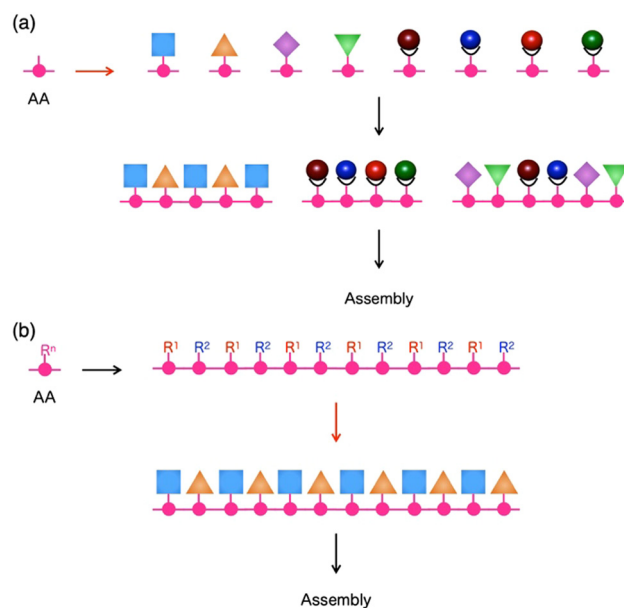 (a)
AA
Assembly
(b)
Rⁿ
AA
R¹ R² R¹ R² R¹ R² R¹ R² R¹ R² R¹ R²
Assembly